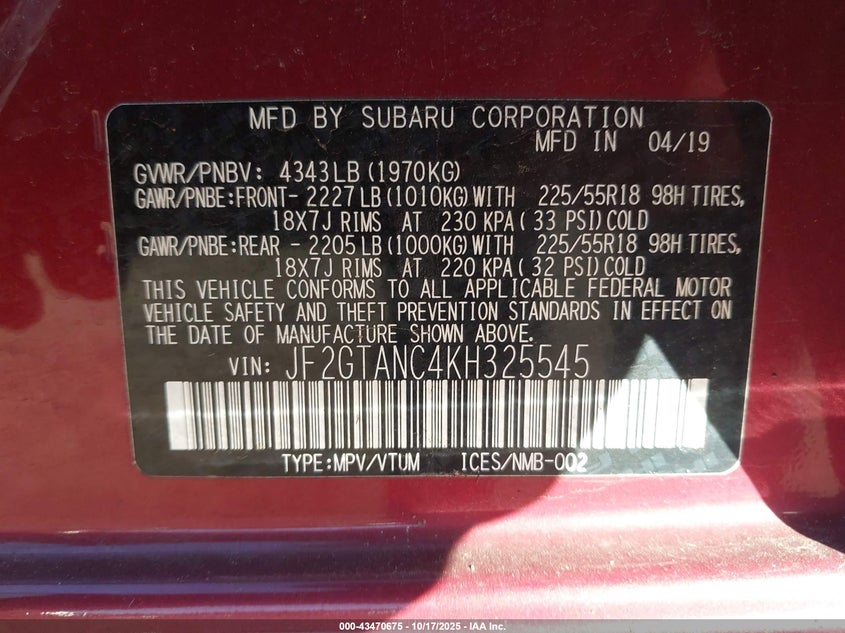 MFD BY SUBARU CORPORATION
MFD IN 04/19
GVWR/PNBV: 4343LB (1970KG)
GAWR/PNBE:FRONT- 2227LB (1010KG) WITH 225/55R18 98H TIRES,
18X7J RIMS AT 230 KPA( 33 PSI) COLD
GAWR/PNBE:REAR - 2205LB (1000KG) WITH 225/55R18 98H TIRES,
18X7J RIMS AT 220 KPA( 32 PSI) COLD
THIS VEHICLE CONFORMS TO ALL APPLICABLE FEDERAL MOTOR
VEHICLE SAFETY AND THEFT PREVENTION STANDARDS IN EFFECT ON
THE DATE OF MANUFACTURE SHOWN ABOVE.
VIN: JF2GTANC4KH325545
TYPE:MPV/VTUM ICES/NMB-002
000-43470675 - 10/17/2025 - IAA Inc.